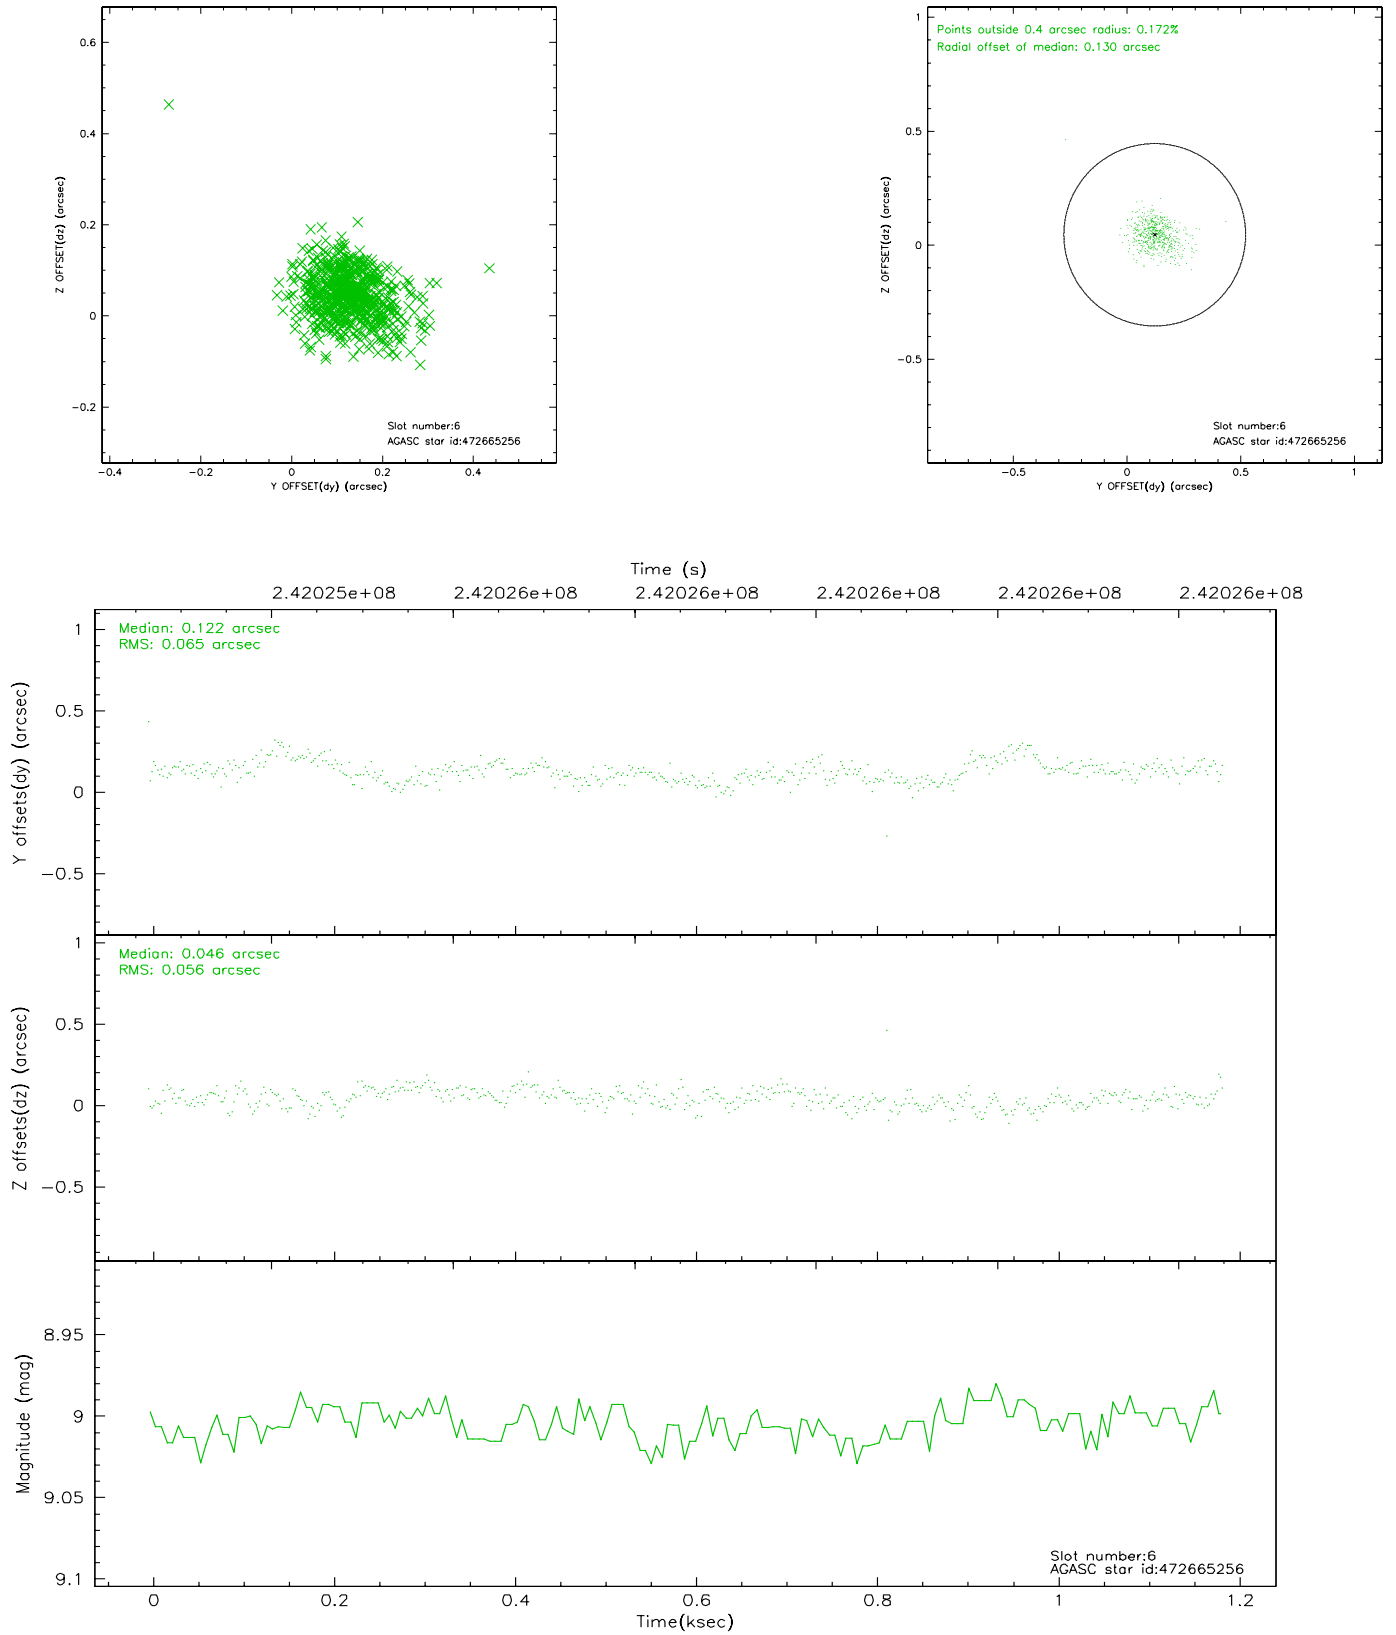 0.6
0.4
0.2
0
−0.2
Z OFFSET(dz) (arcsec)
Slot number:6
AGASC star id:472665256
−0.4
−0.2
0
0.2
0.4
Y OFFSET(dy) (arcsec)
Points outside 0.4 arcsec radius: 0.172%
Radial offset of median: 0.130 arcsec
1
0.5
0
−0.5
Z OFFSET(dz) (arcsec)
Slot number:6
AGASC star id:472665256
−0.5
0
0.5
1
Y OFFSET(dy) (arcsec)
Time (s)
2.42025e+08
2.42026e+08
2.42026e+08
2.42026e+08
2.42026e+08
2.42026e+08
Median: 0.122 arcsec
RMS: 0.065 arcsec
1
0.5
0
−0.5
Y offsets(dy) (arcsec)
Median: 0.046 arcsec
RMS: 0.056 arcsec
1
0.5
0
−0.5
Z offsets(dz) (arcsec)
8.95
9
9.05
9.1
Magnitude (mag)
Slot number:6
AGASC star id:472665256
0
0.2
0.4
0.6
0.8
1
1.2
Time(ksec)